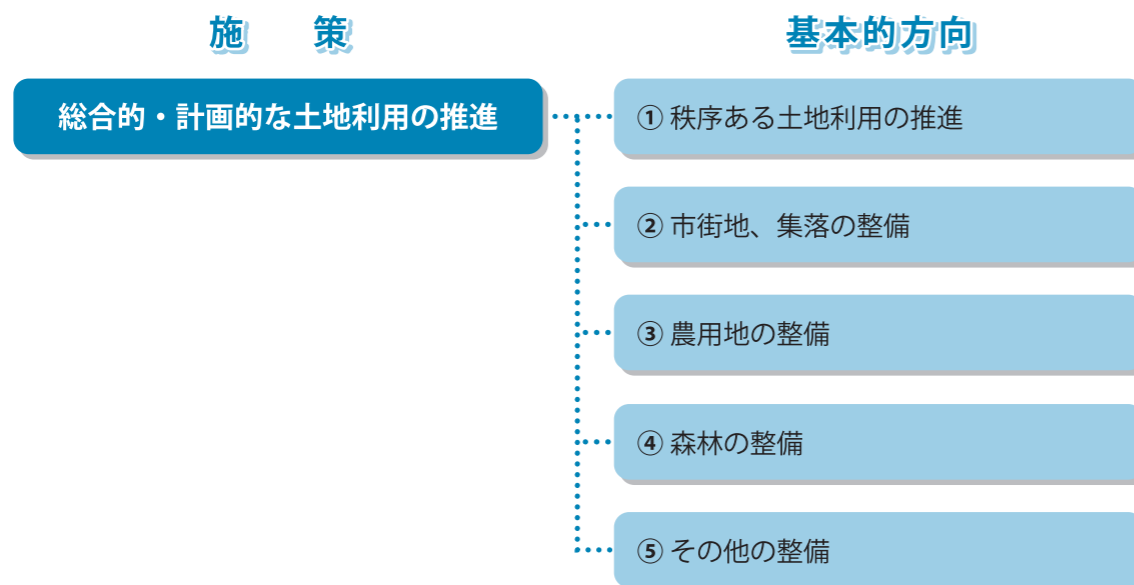 施　策
基本的方向
総合的・計画的な土地利用の推進
① 秩序ある土地利用の推進
② 市街地、集落の整備
③ 農用地の整備
④ 森林の整備
⑤ その他の整備